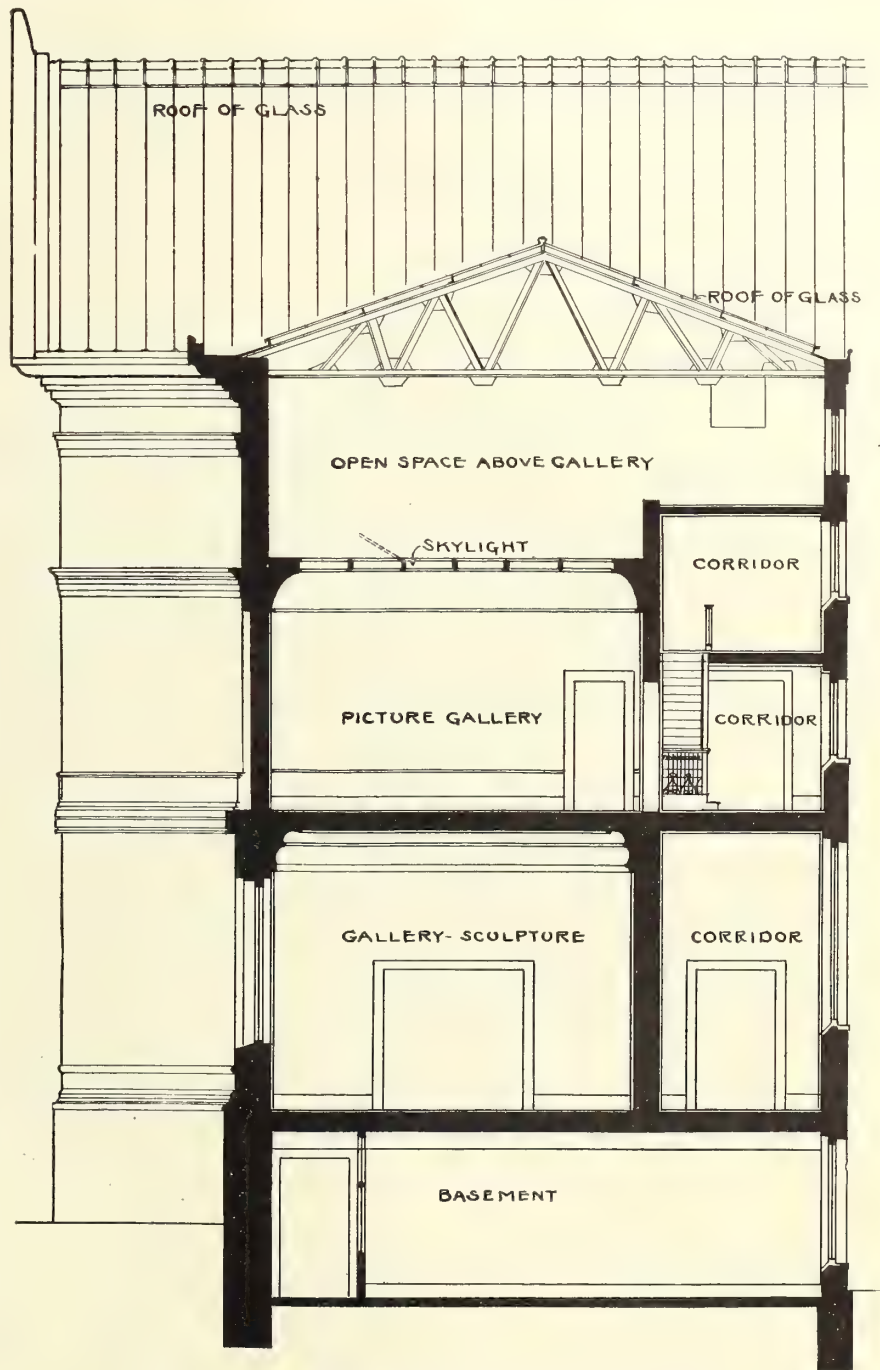 ROOF OF GLASS
ROOF OF GLASS
OPEN SPACE ABOVE GALLERY
SKYLIGHT
CORRIDOR
PICTURE GALLERY
CORRIDOR
GALLERY-SCULPTURE
CORRIDOR
BASEMENT